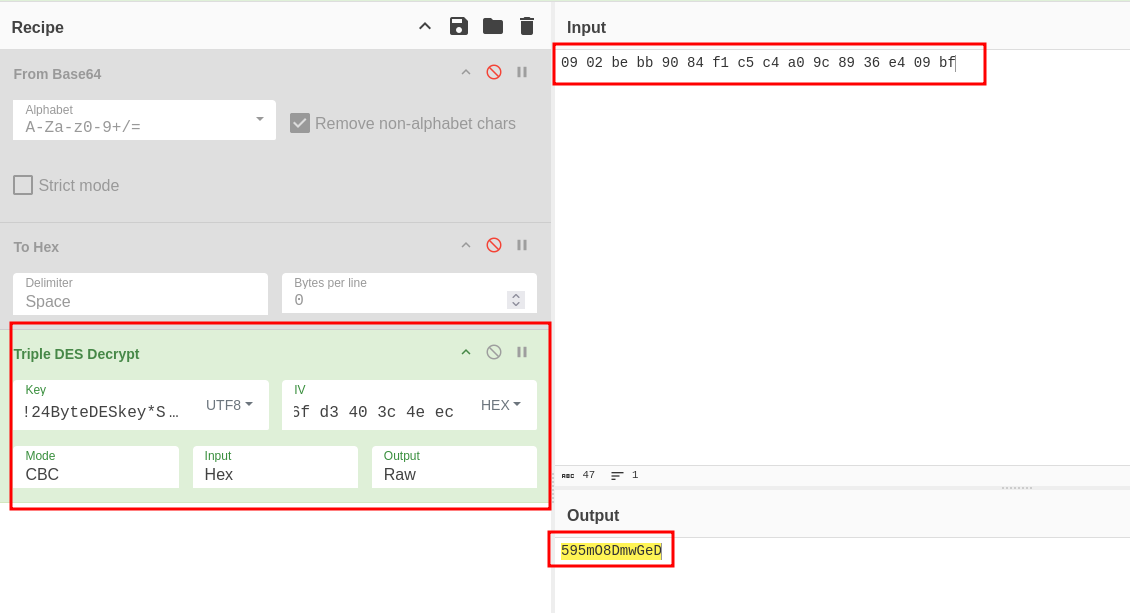 Recipe
From Base64
Alphabet
A-Za-z0-9+/=
Remove non-alphabet chars
Strict mode
To Hex
Delimiter
Space
Bytes per line
0
Triple DES Decrypt
Key
!24ByteDESkey*S…
UTF8
IV
6f d3 40 3c 4e ec
HEX
Mode
CBC
Input
Hex
Output
Raw
Input
09 02 be bb 90 84 f1 c5 c4 a0 9c 89 36 e4 09 bf
ABC 47 1
Output
595mO8DmwGeD